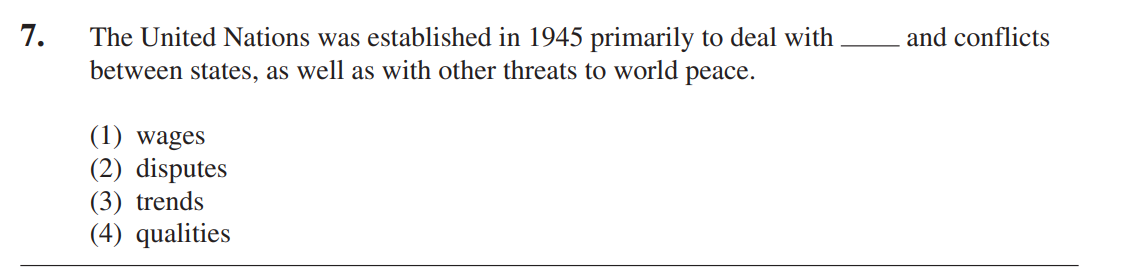 7. The United Nations was established in 1945 primarily to deal with ____ and conflicts
between states, as well as with other threats to world peace.
(1) wages
(2) disputes
(3) trends
(4) qualities